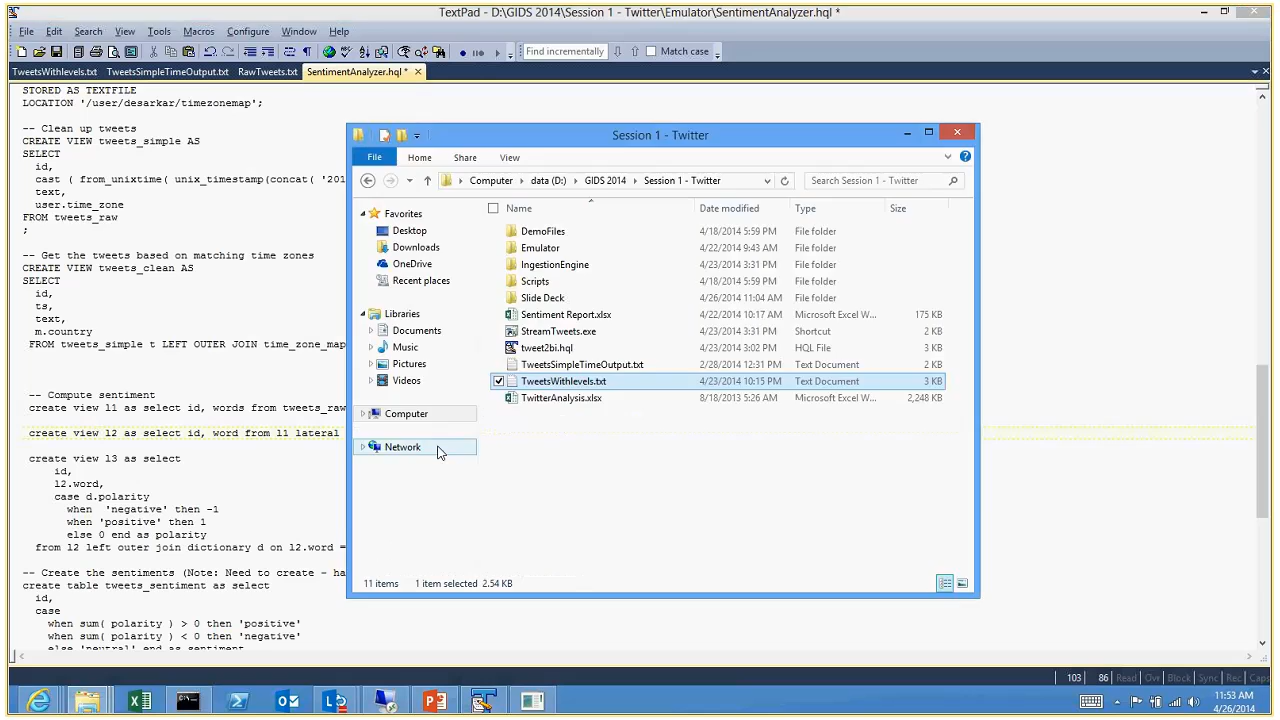 TextPad - D:\GIDS 2014\Session 1 - Twitter\Emulator\SentimentAnalyzer.hql *
File Edit Search View Tools Macros Configure Window Help
Find incrementally Match case
TweetsWithlevels.txt TweetsSimpleTimeOutput.txt RawTweets.txt SentimentAnalyzer.hql *
STORED AS TEXTFILE
LOCATION '/user/desarkar/timezonemap';
-- Clean up tweets
CREATE VIEW tweets_simple AS
SELECT
id,
cast ( from_unixtime( unix_timestamp(concat( '201
text,
user.time_zone
FROM tweets_raw
;
-- Get the tweets based on matching time zones
CREATE VIEW tweets_clean AS
SELECT
id,
ts,
text,
m.country
FROM tweets_simple t LEFT OUTER JOIN time_zone_map
-- Compute sentiment
create view l1 as select id, words from tweets_raw
create view l2 as select id, word from l1 lateral
create view l3 as select
id,
l2.word,
case d.polarity
when 'negative' then -1
when 'positive' then 1
else 0 end as polarity
from l2 left outer join dictionary d on l2.word =
-- Create the sentiments (Note: Need to create - ha
create table tweets_sentiment as select
id,
case
when sum( polarity ) > 0 then 'positive'
when sum( polarity ) < 0 then 'negative'
else 'neutral' end as sentiment
Session 1 - Twitter
File Home Share View
Computer data (D:) GIDS 2014 Session 1 - Twitter Search Session 1 - Twitter
Favorites
Desktop
Downloads
OneDrive
Recent places
Libraries
Documents
Music
Pictures
Videos
Computer
Network
Name Date modified Type Size
DemoFiles 4/18/2014 5:59 PM File folder
Emulator 4/22/2014 9:43 AM File folder
IngestionEngine 4/23/2014 3:31 PM File folder
Scripts 4/18/2014 5:59 PM File folder
Slide Deck 4/26/2014 11:04 AM File folder
Sentiment Report.xlsx 4/22/2014 10:17 AM Microsoft Excel W... 175 KB
StreamTweets.exe 4/23/2014 3:31 PM Shortcut 2 KB
tweet2bi.hql 4/23/2014 3:02 PM HQL File 3 KB
TweetsSimpleTimeOutput.txt 2/28/2014 12:31 PM Text Document 2 KB
TweetsWithlevels.txt 4/23/2014 10:15 PM Text Document 3 KB
TwitterAnalysis.xlsx 8/18/2013 5:26 AM Microsoft Excel W... 2,248 KB
11 items 1 item selected 2.54 KB
103 86 Read Ovr Block Sync Rec Caps
11:53 AM
4/26/2014